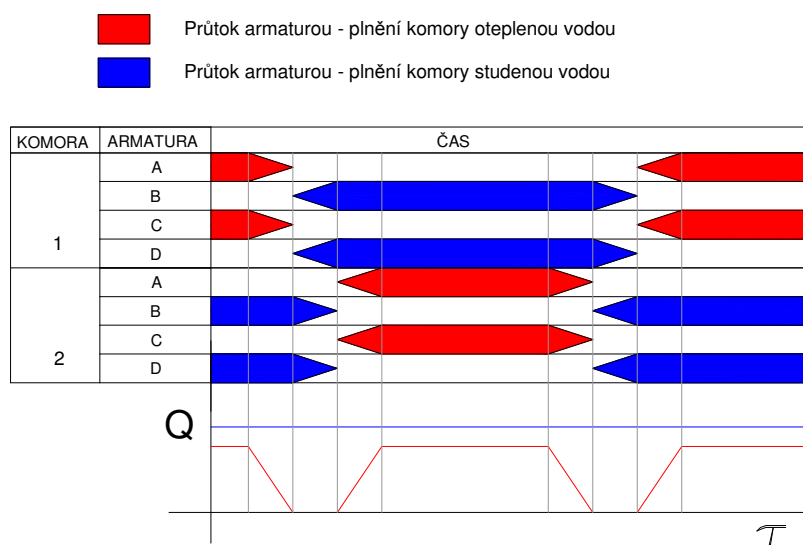 Průtok armaturou - plnění komory oteplenou vodou
Průtok armaturou - plnění komory studenou vodou
KOMORA ARMATURA ČAS
A
B
C
1
D
A
B
C
2
D
Q
τ